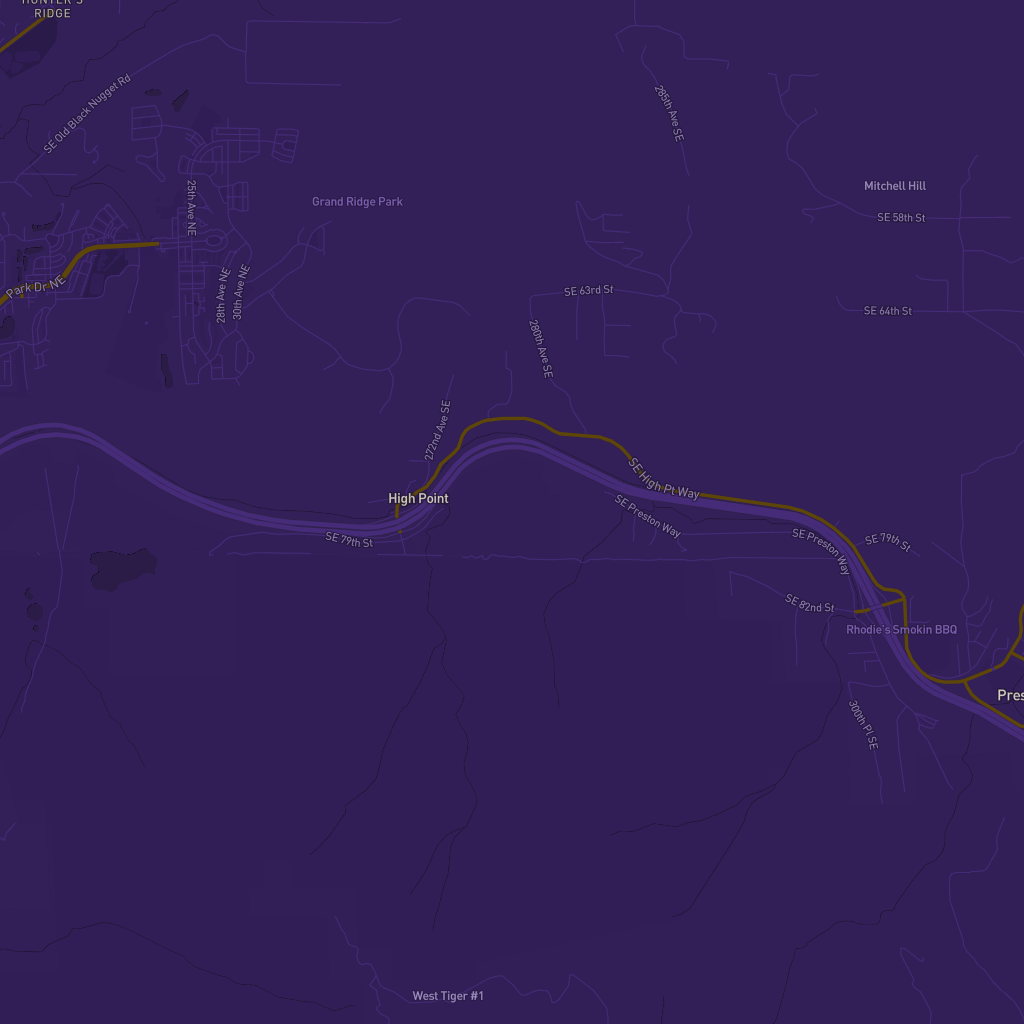 HUNTER'S
RIDGE
SE Old Black Nugget Rd
285th Ave SE
25th Ave NE
Grand Ridge Park
Mitchell Hill
SE 58th St
Park Dr NE
28th Ave NE
30th Ave NE
SE 63rd St
SE 64th St
280th Ave SE
272nd Ave SE
SE High Pt Way
High Point
SE Preston Way
SE 79th St
SE Preston Way
SE 79th St
SE 82nd St
Rhodie's Smokin BBQ
Pres
300th Pl SE
West Tiger #1